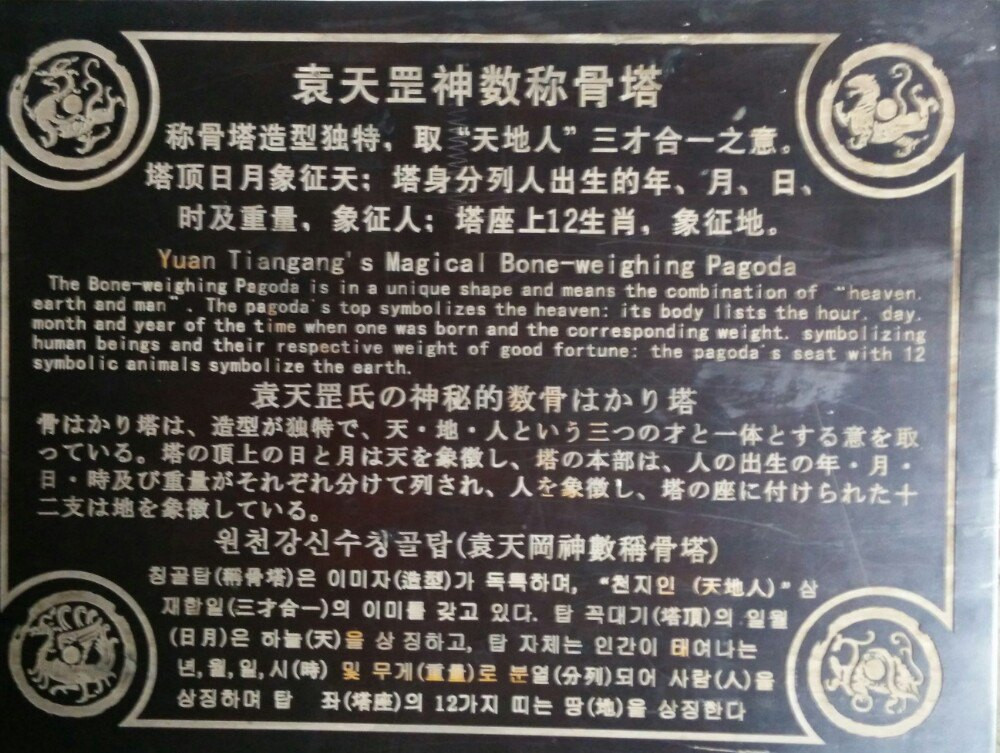 袁天罡神数称骨塔
称骨塔造型独特，取“天地人”三才合一之意。
塔顶日月象征天；塔身分列人出生的年、月、日、
时及重量，象征人；塔座上12生肖，象征地。
Yuan Tiangang's Magical Bone-weighing Pagoda
The Bone-weighing Pagoda is in a unique shape and means the combination of “heaven,
earth and man”. The pagoda's top symbolizes the heaven: its body lists the hour, day,
month and year of the time when one was born and the corresponding weight, symbolizing
human beings and their respective weight of good fortune: the pagoda's seat with 12
symbolic animals symbolize the earth.
袁天罡氏の神秘的数骨はかり塔
骨はかり塔は、造型が独特で、天・地・人という三つの才と一体とする意を取
っている。塔の頂上の日と月は天を象徴し、塔の本部は、人の出生の年・月・
日・時及び重量がそれぞれ分けて列され、人を象徴し、塔の座に付けられた十
二支は地を象徴している。
원천강신수칭골탑(袁天岡神數稱骨塔)
칭골탑(稱骨塔)은 이미자(造型)가 독특하며, “천지인 (天地人)” 삼
재합일(三才合一)의 이미를 갖고 있다. 탑 꼭대기(塔頂)의 일월
(日月)은 하늘(天)을 상징하고, 탑 자체는 인간이 태여나는
년,월,일,시(時) 및 무게(重量)로 분열(分列)되어 사람(人)을
상징하며 탑 좌(塔座)의 12가지 띠는 땅(地)을 상징한다